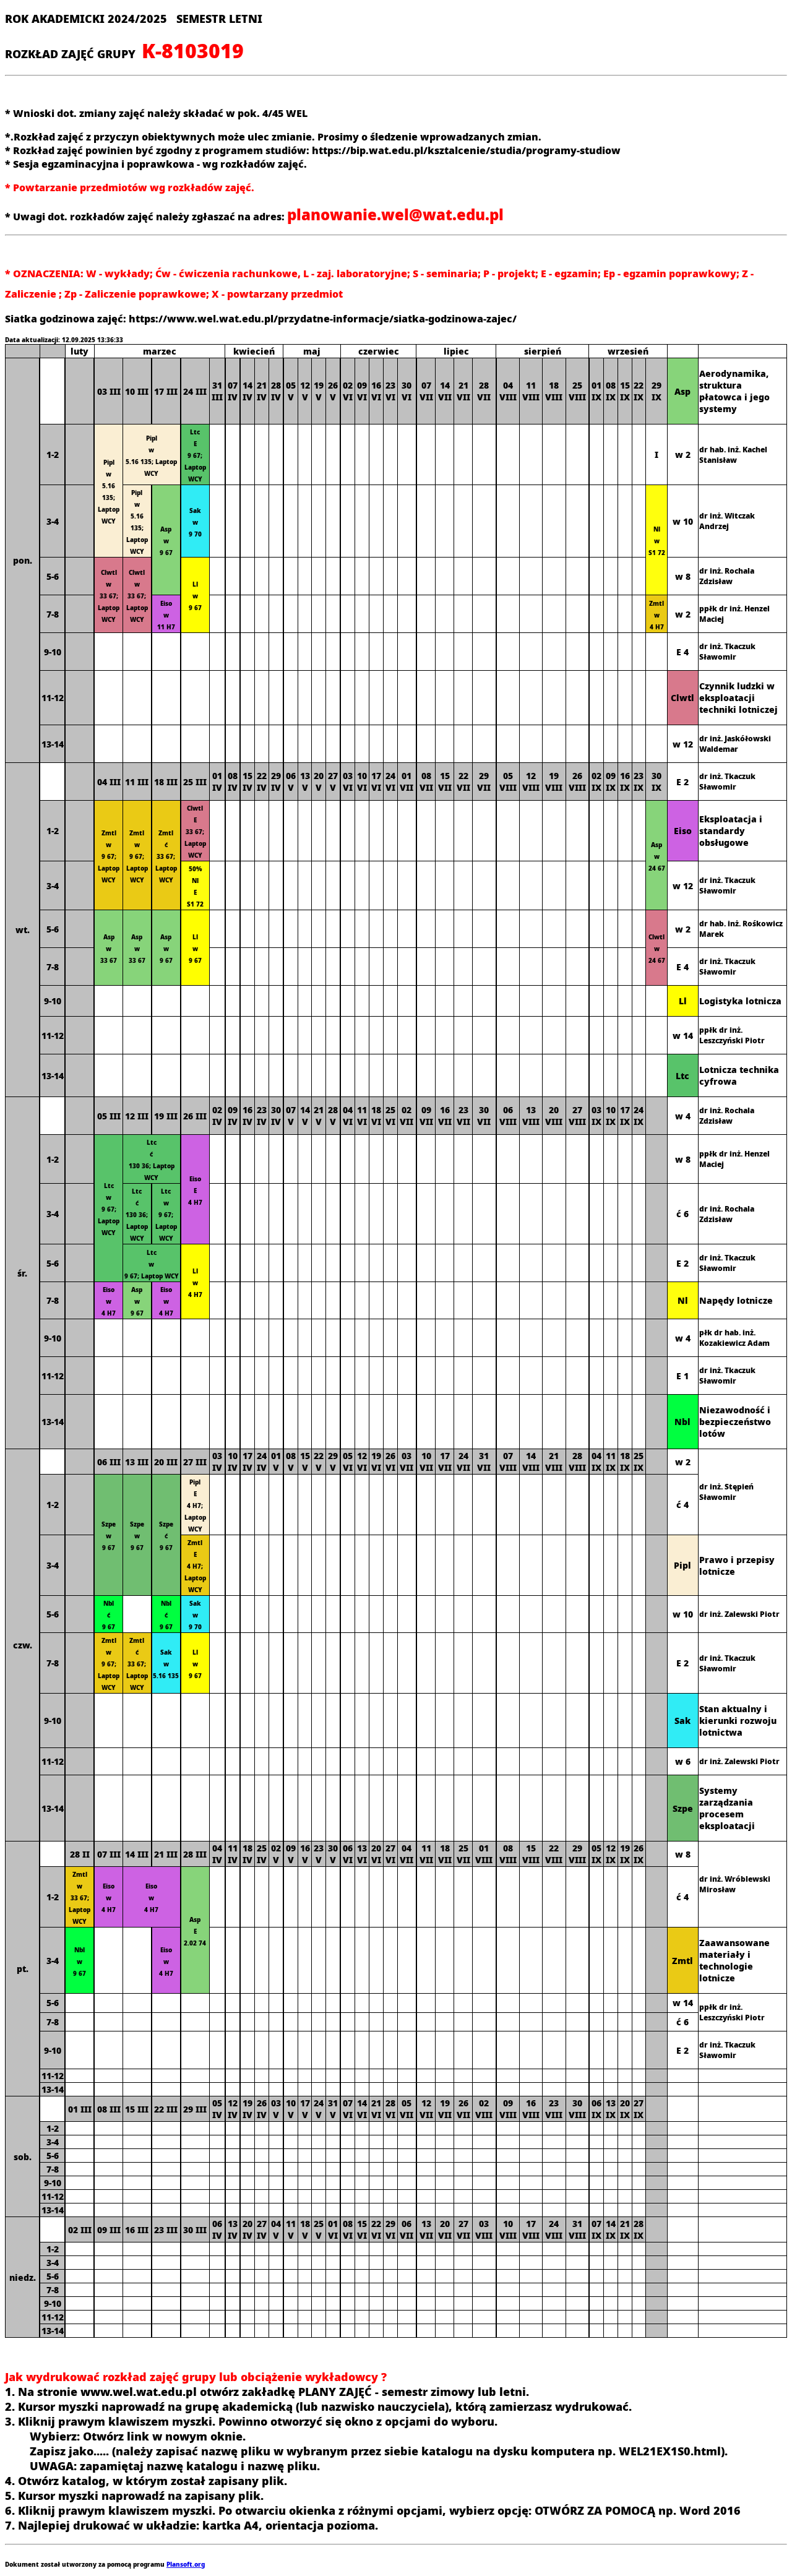 ROK AKADEMICKI 2024/2025 SEMESTR LETNI
ROZKŁAD ZAJĘĆ GRUPY K-8103019
* Wnioski dot. zmiany zajęć należy składać w pok. 4/45 WEL
*.Rozkład zajęć z przyczyn obiektywnych może ulec zmianie. Prosimy o śledzenie wprowadzanych zmian.
* Rozkład zajęć powinien być zgodny z programem studiów: https://bip.wat.edu.pl/ksztalcenie/studia/programy-studiow
* Sesja egzaminacyjna i poprawkowa - wg rozkładów zajęć.
* Powtarzanie przedmiotów wg rozkładów zajęć.
* Uwagi dot. rozkładów zajęć należy zgłaszać na adres: planowanie.wel@wat.edu.pl
* OZNACZENIA: W - wykłady; Ćw - ćwiczenia rachunkowe, L - zaj. laboratoryjne; S - seminaria; P - projekt; E - egzamin; Ep - egzamin poprawkowy; Z -
Zaliczenie ; Zp - Zaliczenie poprawkowe; X - powtarzany przedmiot
Siatka godzinowa zajęć: https://www.wel.wat.edu.pl/przydatne-informacje/siatka-godzinowa-zajec/
Data aktualizacji: 12.09.2025 13:36:33
luty marzec kwiecień maj czerwiec lipiec sierpień wrzesień
pon.
03 III 10 III 17 III 24 III 31 III 07 IV 14 IV 21 IV 28 IV 05 V 12 V 19 V 26 V 02 VI 09 VI 16 VI 23 VI 30 VI 07 VII 14 VII 21 VII 28 VII 04 VIII 11 VIII 18 VIII 25 VIII 01 IX 08 IX 15 IX 22 IX 29 IX Asp Aerodynamika, struktura płatowca i jego systemy
1-2 Pipl w 5.16 135; Laptop WCY Pipl w 5.16 135; Laptop WCY Ltc E 9 67; Laptop WCY I w 2 dr hab. inż. Kachel Stanisław
3-4 Pipl w 5.16 135; Laptop WCY Asp w 9 67 Sak w 9 70 Nl w S1 72 w 10 dr inż. Witczak Andrzej
5-6 Clwtl w 33 67; Laptop WCY Clwtl w 33 67; Laptop WCY Ll w 9 67 w 8 dr inż. Rochala Zdzisław
7-8 Eiso w 11 H7 Zmtl w 4 H7 w 2 ppłk dr inż. Henzel Maciej
9-10 E 4 dr inż. Tkaczuk Sławomir
11-12 Clwtl Czynnik ludzki w eksploatacji techniki lotniczej
13-14 w 12 dr inż. Jaskółowski Waldemar
wt.
04 III 11 III 18 III 25 III 01 IV 08 IV 15 IV 22 IV 29 IV 06 V 13 V 20 V 27 V 03 VI 10 VI 17 VI 24 VI 01 VII 08 VII 15 VII 22 VII 29 VII 05 VIII 12 VIII 19 VIII 26 VIII 02 IX 09 IX 16 IX 23 IX 30 IX E 2 dr inż. Tkaczuk Sławomir
1-2 Zmtl w 9 67; Laptop WCY Zmtl w 9 67; Laptop WCY Zmtl ć 33 67; Laptop WCY Clwtl E 33 67; Laptop WCY Asp w 24 67 Eiso Eksploatacja i standardy obsługowe
3-4 50% Nl E S1 72 w 12 dr inż. Tkaczuk Sławomir
5-6 Asp w 33 67 Asp w 33 67 Asp w 9 67 Ll w 9 67 Clwtl w 24 67 w 2 dr hab. inż. Rośkowicz Marek
7-8 E 4 dr inż. Tkaczuk Sławomir
9-10 Ll Logistyka lotnicza
11-12 w 14 ppłk dr inż. Leszczyński Piotr
13-14 Ltc Lotnicza technika cyfrowa
śr.
05 III 12 III 19 III 26 III 02 IV 09 IV 16 IV 23 IV 30 IV 07 V 14 V 21 V 28 V 04 VI 11 VI 18 VI 25 VI 02 VII 09 VII 16 VII 23 VII 30 VII 06 VIII 13 VIII 20 VIII 27 VIII 03 IX 10 IX 17 IX 24 IX w 4 dr inż. Rochala Zdzisław
1-2 Ltc w 9 67; Laptop WCY Ltc ć 130 36; Laptop WCY Eiso E 4 H7 w 8 ppłk dr inż. Henzel Maciej
3-4 Ltc ć 130 36; Laptop WCY Ltc w 9 67; Laptop WCY ć 6 dr inż. Rochala Zdzisław
5-6 Ltc w 9 67; Laptop WCY Ll w 4 H7 E 2 dr inż. Tkaczuk Sławomir
7-8 Eiso w 4 H7 Asp w 9 67 Eiso w 4 H7 Nl Napędy lotnicze
9-10 w 4 płk dr hab. inż. Kozakiewicz Adam
11-12 E 1 dr inż. Tkaczuk Sławomir
13-14 Nbl Niezawodność i bezpieczeństwo lotów
czw.
06 III 13 III 20 III 27 III 03 IV 10 IV 17 IV 24 IV 01 V 08 V 15 V 22 V 29 V 05 VI 12 VI 19 VI 26 VI 03 VII 10 VII 17 VII 24 VII 31 VII 07 VIII 14 VIII 21 VIII 28 VIII 04 IX 11 IX 18 IX 25 IX w 2 dr inż. Stępień Sławomir
1-2 Szpe w 9 67 Szpe w 9 67 Szpe ć 9 67 Pipl E 4 H7; Laptop WCY ć 4
3-4 Zmtl E 4 H7; Laptop WCY Pipl Prawo i przepisy lotnicze
5-6 Nbl ć 9 67 Nbl ć 9 67 Sak w 9 70 w 10 dr inż. Zalewski Piotr
7-8 Zmtl w 9 67; Laptop WCY Zmtl ć 33 67; Laptop WCY Sak w 5.16 135 Ll w 9 67 E 2 dr inż. Tkaczuk Sławomir
9-10 Sak Stan aktualny i kierunki rozwoju lotnictwa
11-12 w 6 dr inż. Zalewski Piotr
13-14 Szpe Systemy zarządzania procesem eksploatacji
pt.
28 II 07 III 14 III 21 III 28 III 04 IV 11 IV 18 IV 25 IV 02 V 09 V 16 V 23 V 30 V 06 VI 13 VI 20 VI 27 VI 04 VII 11 VII 18 VII 25 VII 01 VIII 08 VIII 15 VIII 22 VIII 29 VIII 05 IX 12 IX 19 IX 26 IX w 8 dr inż. Wróblewski Mirosław
1-2 Zmtl w 33 67; Laptop WCY Eiso w 4 H7 Eiso w 4 H7 Asp E 2.02 74 ć 4
3-4 Nbl w 9 67 Eiso w 4 H7 Zmtl Zaawansowane materiały i technologie lotnicze
5-6 w 14 ppłk dr inż. Leszczyński Piotr
7-8 ć 6
9-10 E 2 dr inż. Tkaczuk Sławomir
11-12
13-14
sob.
01 III 08 III 15 III 22 III 29 III 05 IV 12 IV 19 IV 26 IV 03 V 10 V 17 V 24 V 31 V 07 VI 14 VI 21 VI 28 VI 05 VII 12 VII 19 VII 26 VII 02 VIII 09 VIII 16 VIII 23 VIII 30 VIII 06 IX 13 IX 20 IX 27 IX
1-2
3-4
5-6
7-8
9-10
11-12
13-14
niedz.
02 III 09 III 16 III 23 III 30 III 06 IV 13 IV 20 IV 27 IV 04 V 11 V 18 V 25 V 01 VI 08 VI 15 VI 22 VI 29 VI 06 VII 13 VII 20 VII 27 VII 03 VIII 10 VIII 17 VIII 24 VIII 31 VIII 07 IX 14 IX 21 IX 28 IX
1-2
3-4
5-6
7-8
9-10
11-12
13-14
Jak wydrukować rozkład zajęć grupy lub obciążenie wykładowcy ?
1. Na stronie www.wel.wat.edu.pl otwórz zakładkę PLANY ZAJĘĆ - semestr zimowy lub letni.
2. Kursor myszki naprowadź na grupę akademicką (lub nazwisko nauczyciela), którą zamierzasz wydrukować.
3. Kliknij prawym klawiszem myszki. Powinno otworzyć się okno z opcjami do wyboru.
Wybierz: Otwórz link w nowym oknie.
Zapisz jako..... (należy zapisać nazwę pliku w wybranym przez siebie katalogu na dysku komputera np. WEL21EX1S0.html).
UWAGA: zapamiętaj nazwę katalogu i nazwę pliku.
4. Otwórz katalog, w którym został zapisany plik.
5. Kursor myszki naprowadź na zapisany plik.
6. Kliknij prawym klawiszem myszki. Po otwarciu okienka z różnymi opcjami, wybierz opcję: OTWÓRZ ZA POMOCĄ np. Word 2016
7. Najlepiej drukować w układzie: kartka A4, orientacja pozioma.
Dokument został utworzony za pomocą programu Plansoft.org